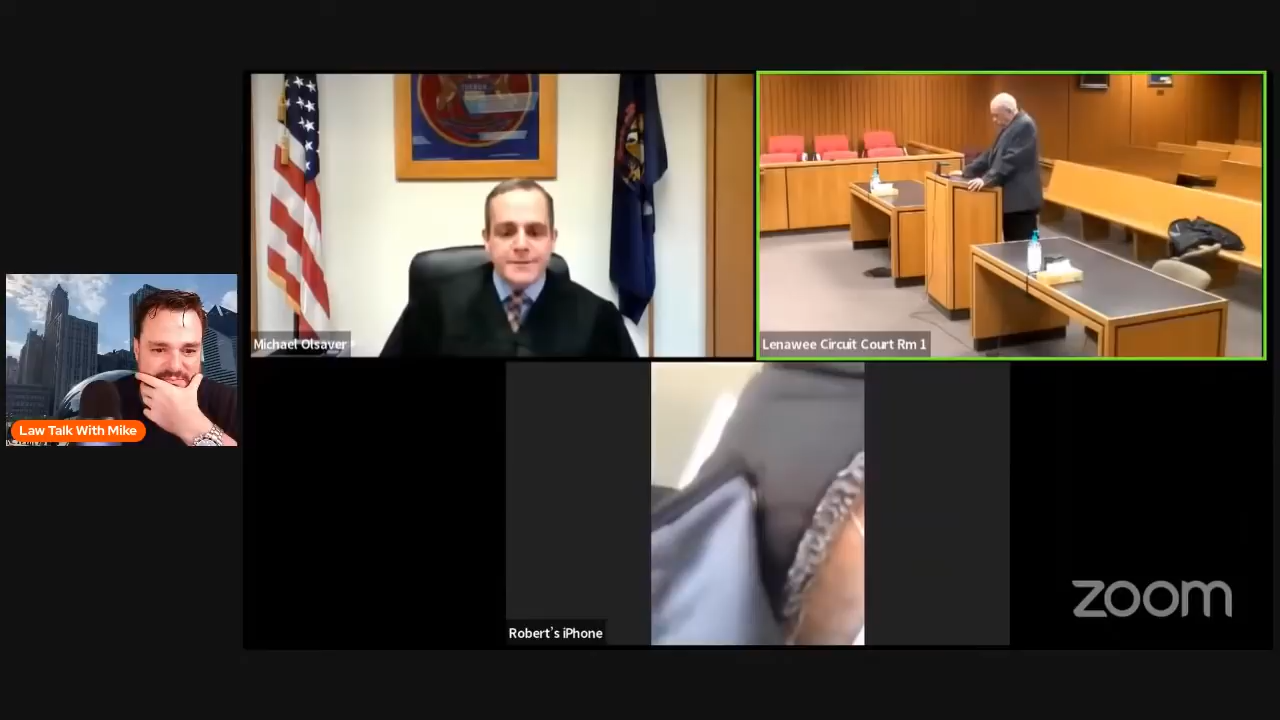 Michael Olsaver
Lenawee Circuit Court Rm 1
Law Talk With Mike
Robert's iPhone
zoom